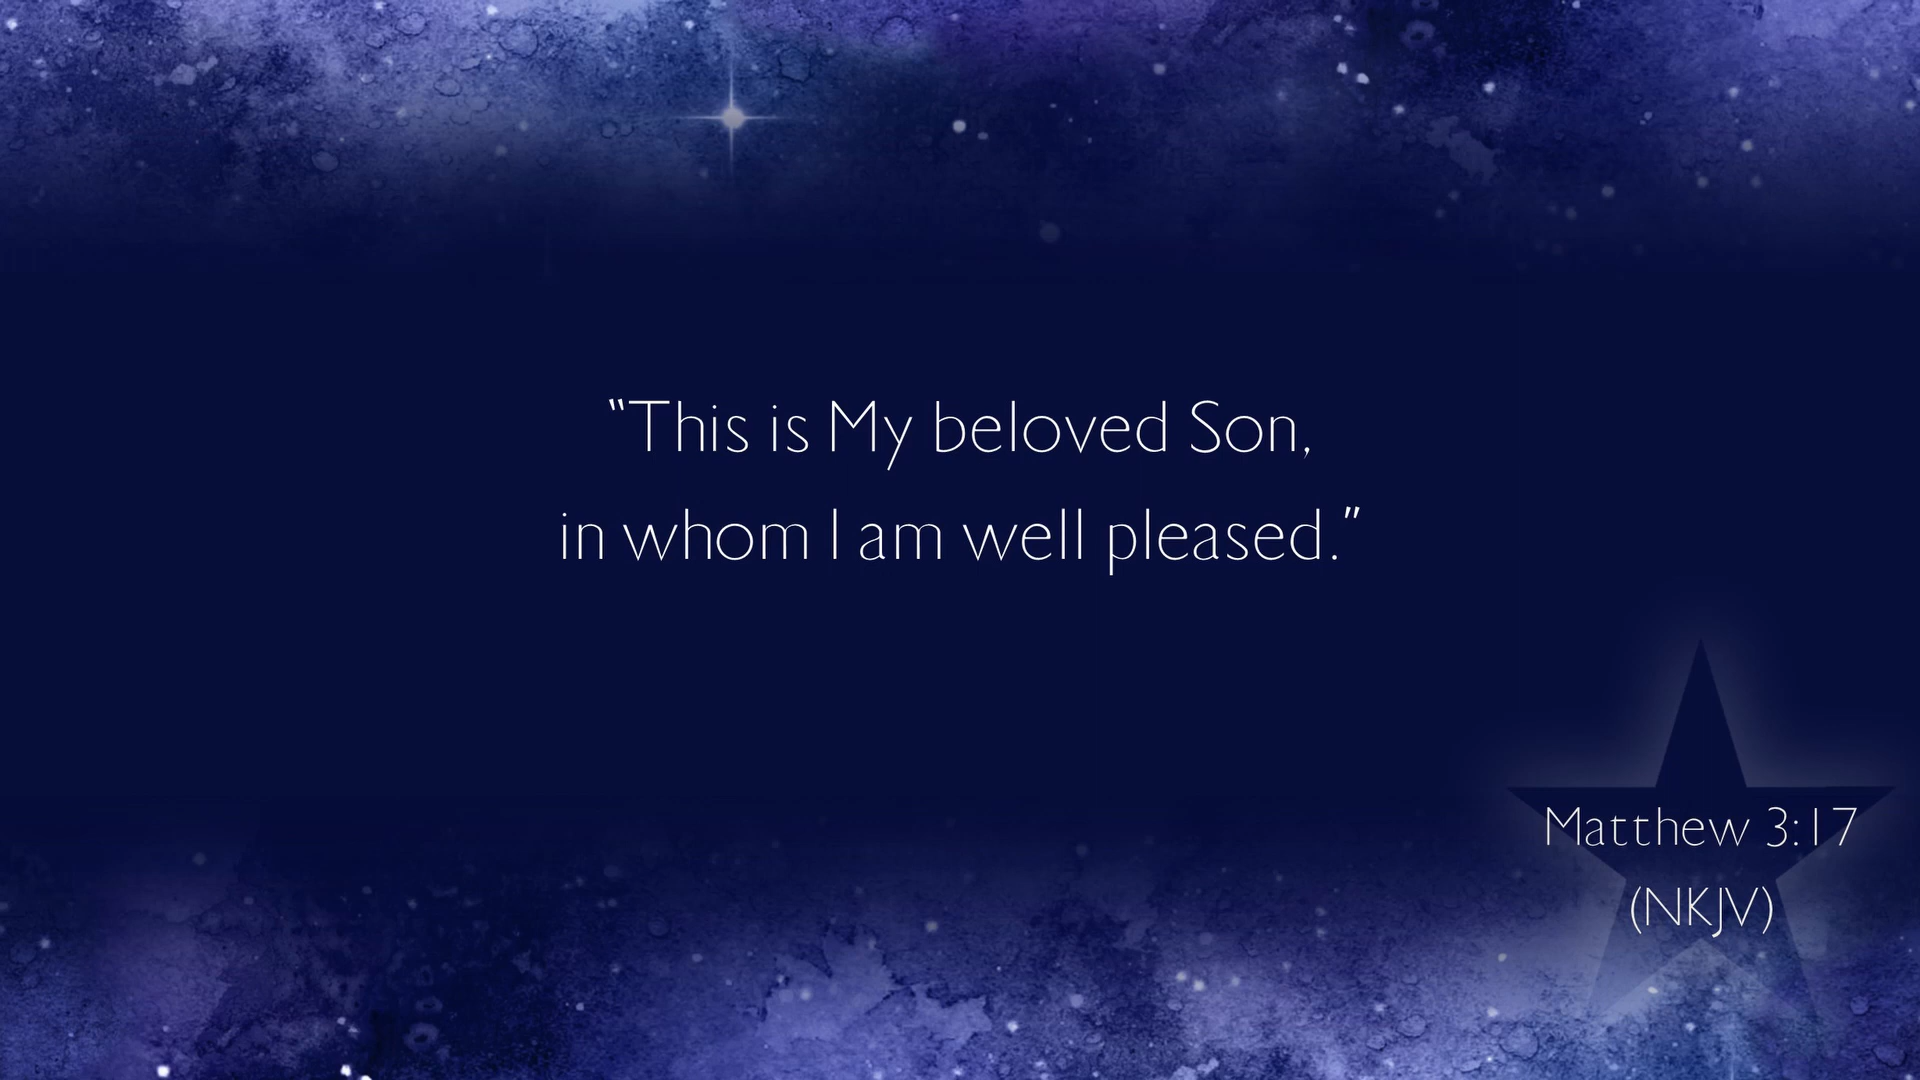 "This is My beloved Son,
in whom I am well pleased."
Matthew 3:17
(NKJV)